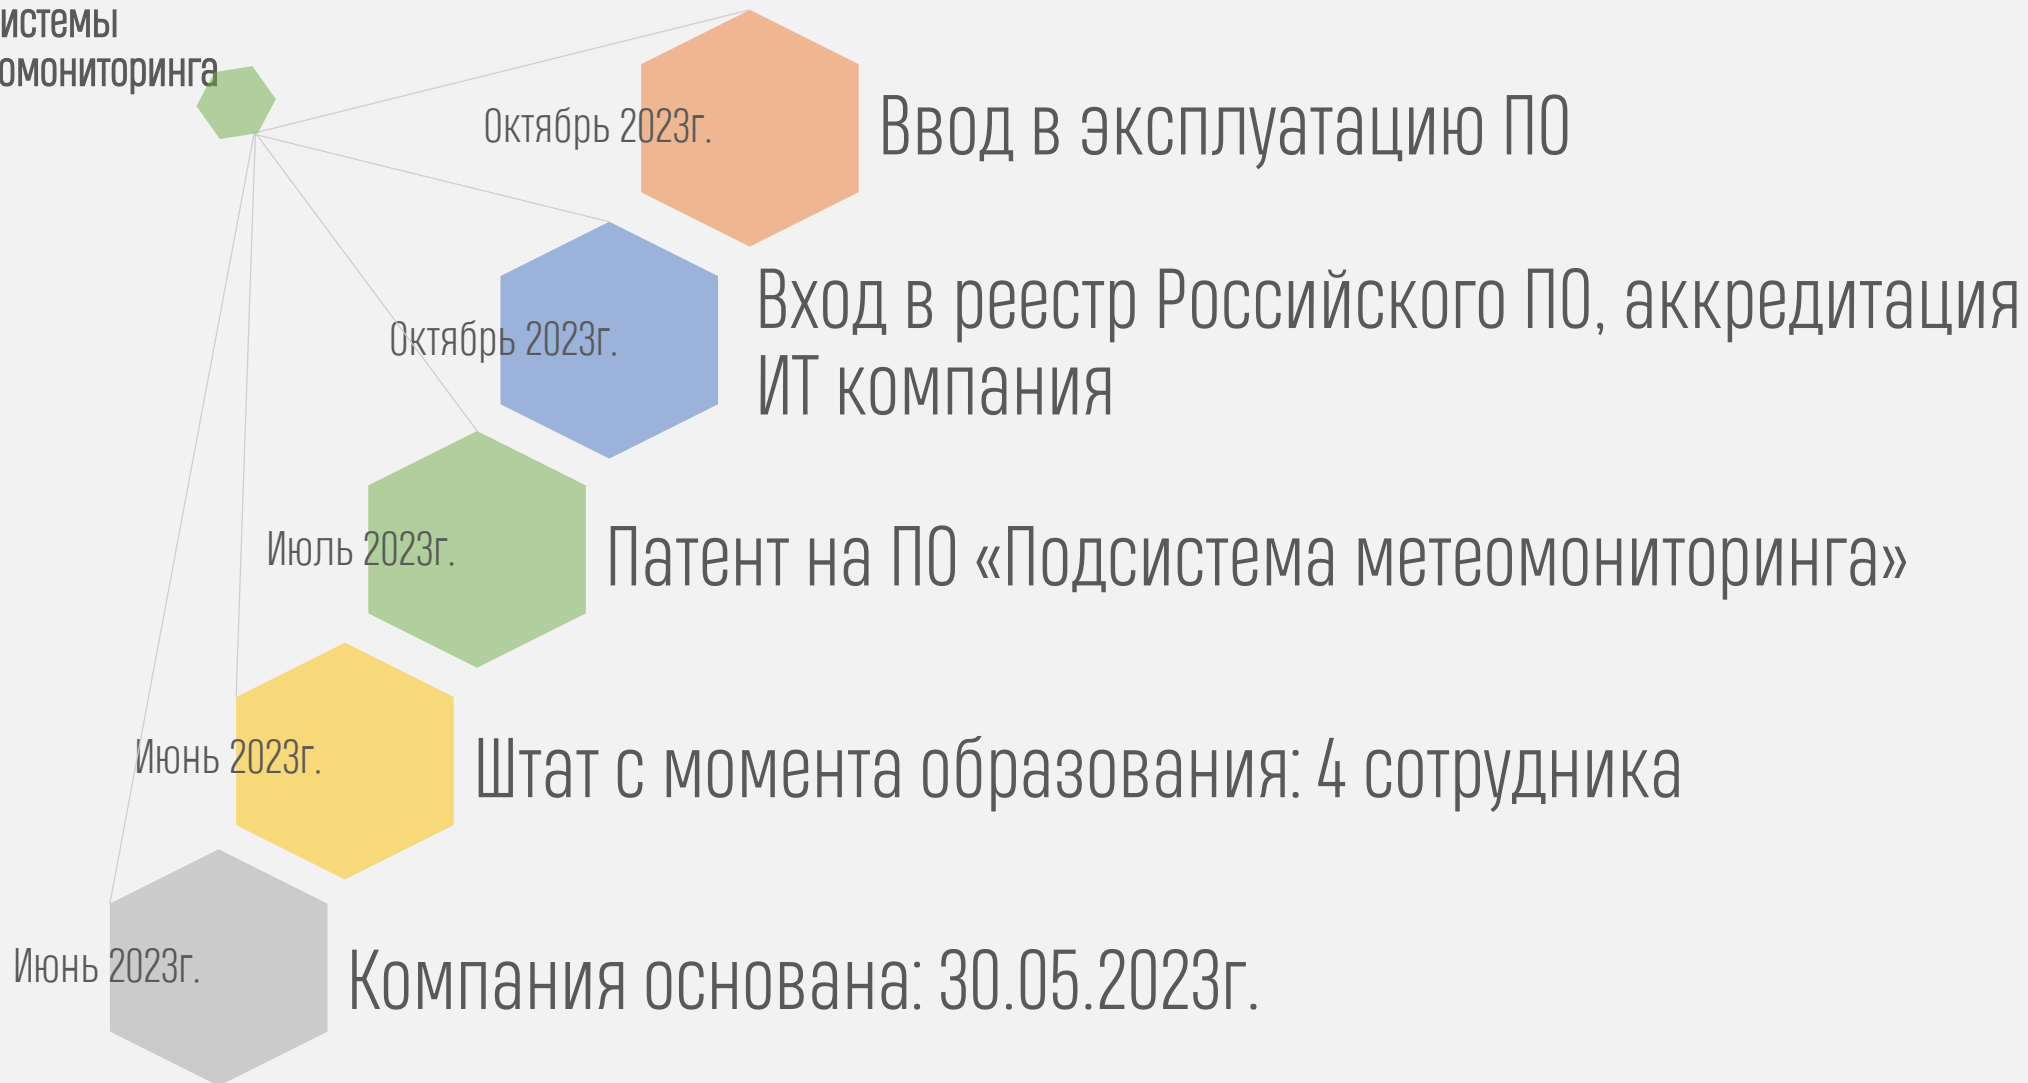 истемы
омониторинга
Октябрь 2023г.
Ввод в эксплуатацию ПО
Октябрь 2023г.
Вход в реестр Российского ПО, аккредитация
ИТ компания
Июль 2023г.
Патент на ПО «Подсистема метеомониторинга»
Июнь 2023г.
Штат с момента образования: 4 сотрудника
Июнь 2023г.
Компания основана: 30.05.2023г.